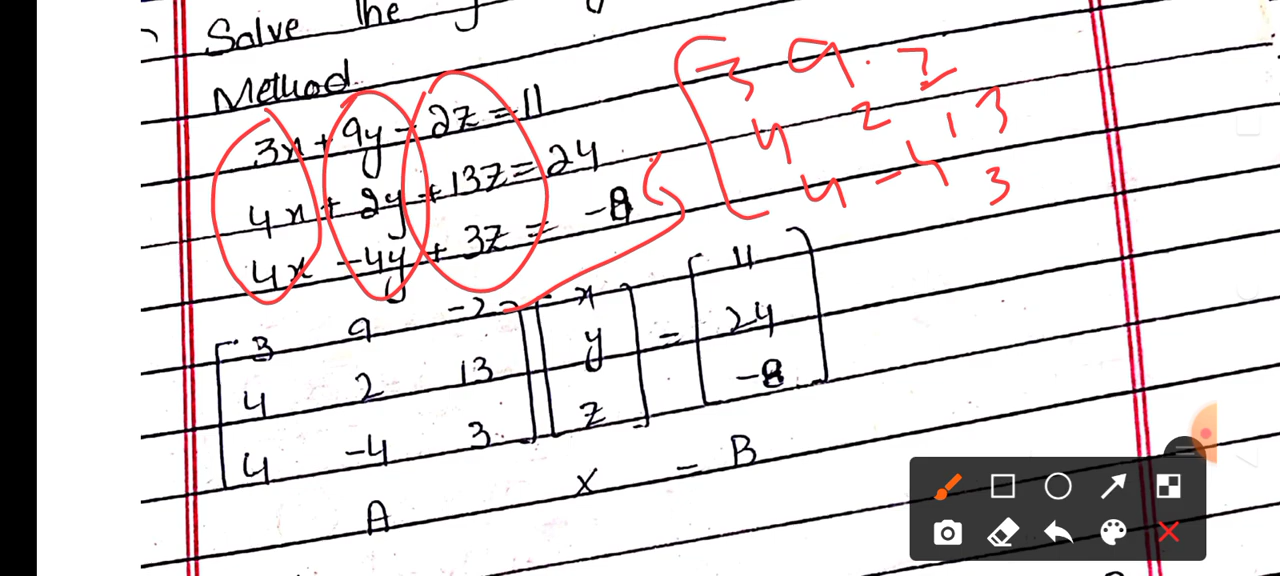 Solve the
Method
3x + 9y - 2z = 11
4x + 2y + 13z = 24
4x - 4y + 3z = -8
3 9
4 2 13
4 -4 3
3 9 -2 x 11
4 2 13 y = 24
4 -4 3 z -8
A x = B